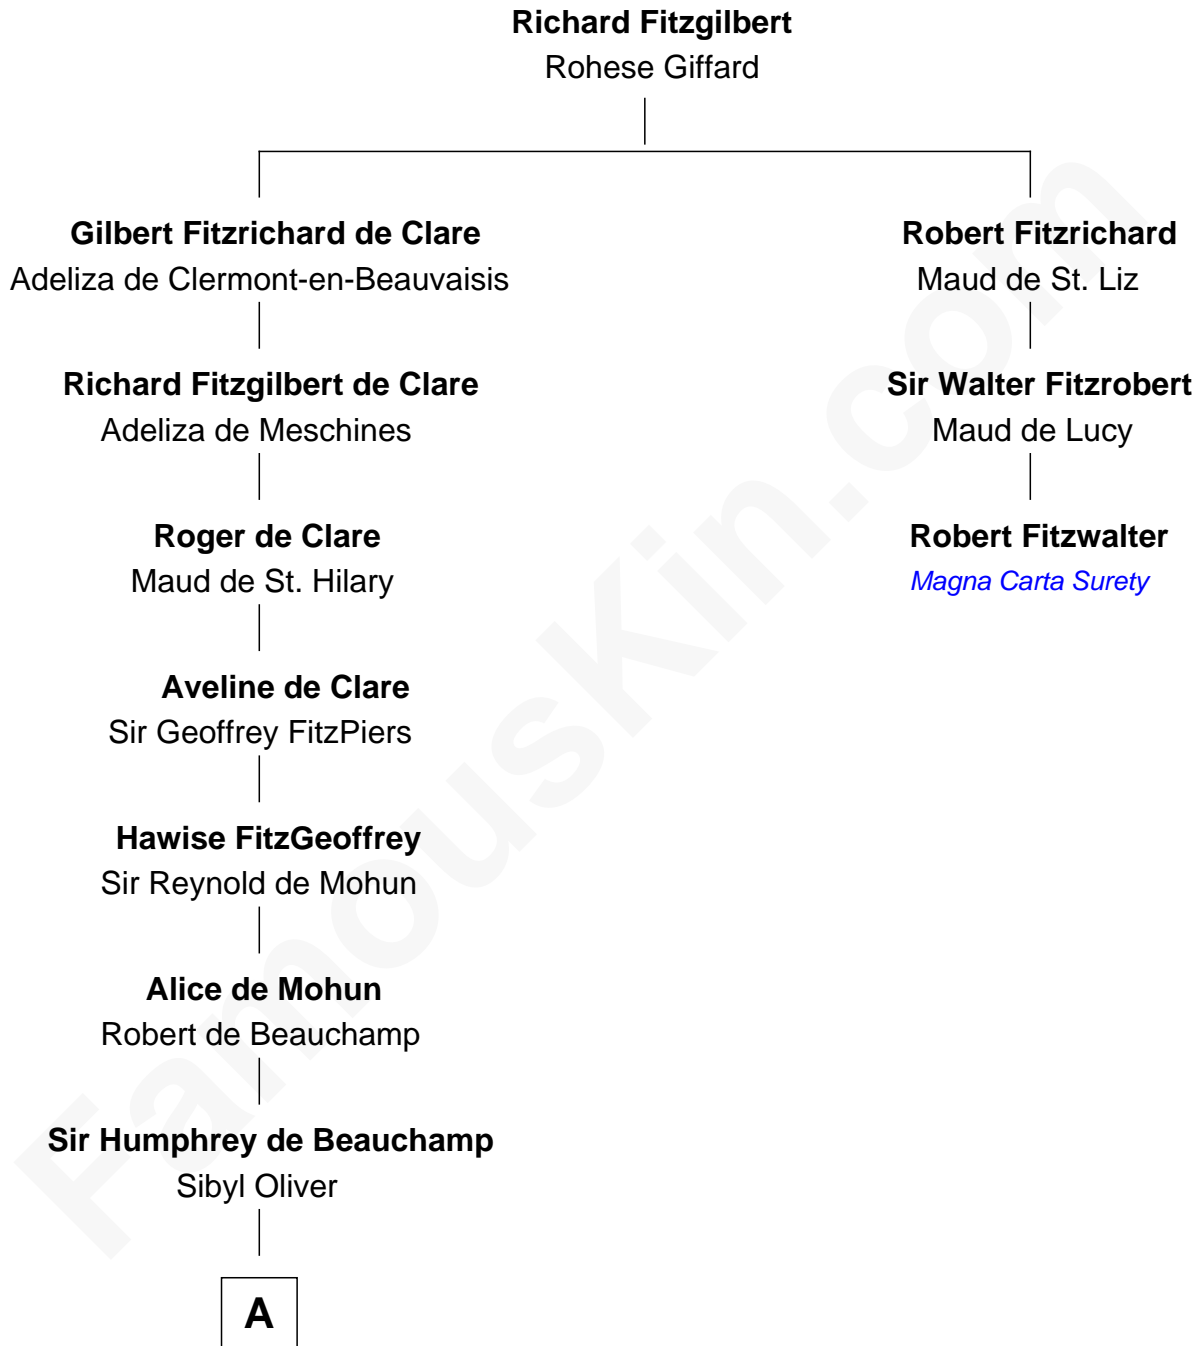 Richard Fitzgilbert
Rohese Giffard
Gilbert Fitzrichard de Clare
Adeliza de Clermont-en-Beauvaisis
Robert Fitzrichard
Maud de St. Liz
Richard Fitzgilbert de Clare
Adeliza de Meschines
Sir Walter Fitzrobert
Maud de Lucy
Roger de Clare
Maud de St. Hilary
Robert Fitzwalter
Magna Carta Surety
Aveline de Clare
Sir Geoffrey FitzPiers
Hawise FitzGeoffrey
Sir Reynold de Mohun
Alice de Mohun
Robert de Beauchamp
Sir Humphrey de Beauchamp
Sibyl Oliver
A
FamousKin.com